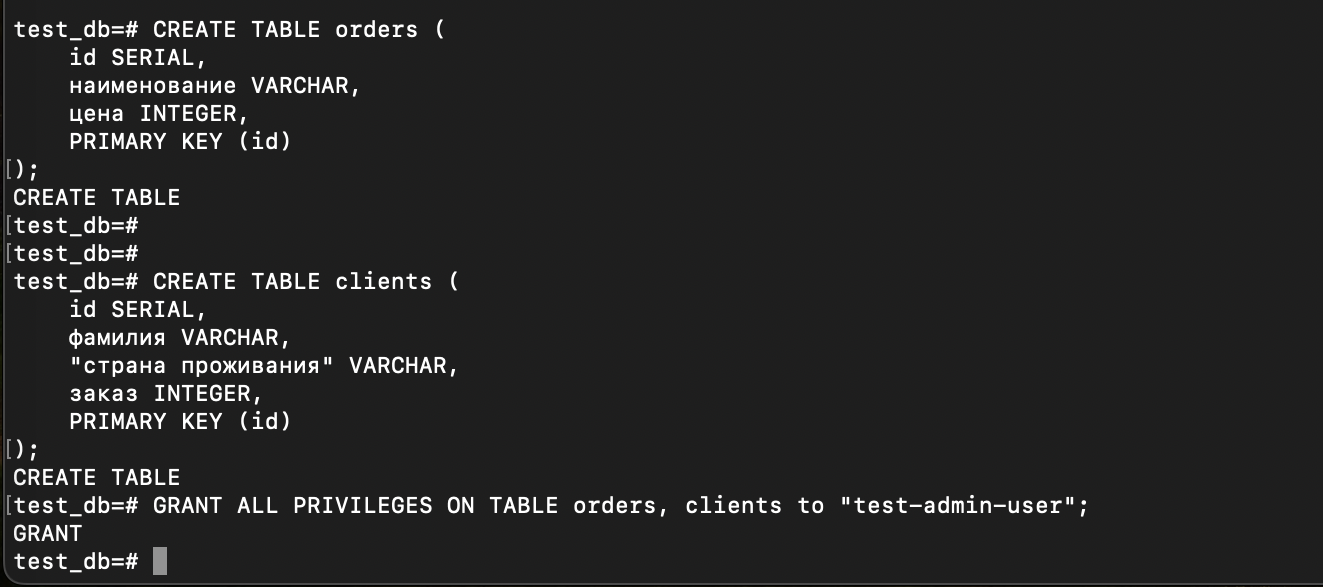 test_db=# CREATE TABLE orders (
    id SERIAL,
    наименование VARCHAR,
    цена INTEGER,
    PRIMARY KEY (id)
[);
CREATE TABLE
[test_db=#
[test_db=#
test_db=# CREATE TABLE clients (
    id SERIAL,
    фамилия VARCHAR,
    "страна проживания" VARCHAR,
    заказ INTEGER,
    PRIMARY KEY (id)
[);
CREATE TABLE
[test_db=# GRANT ALL PRIVILEGES ON TABLE orders, clients to "test-admin-user";
GRANT
test_db=#